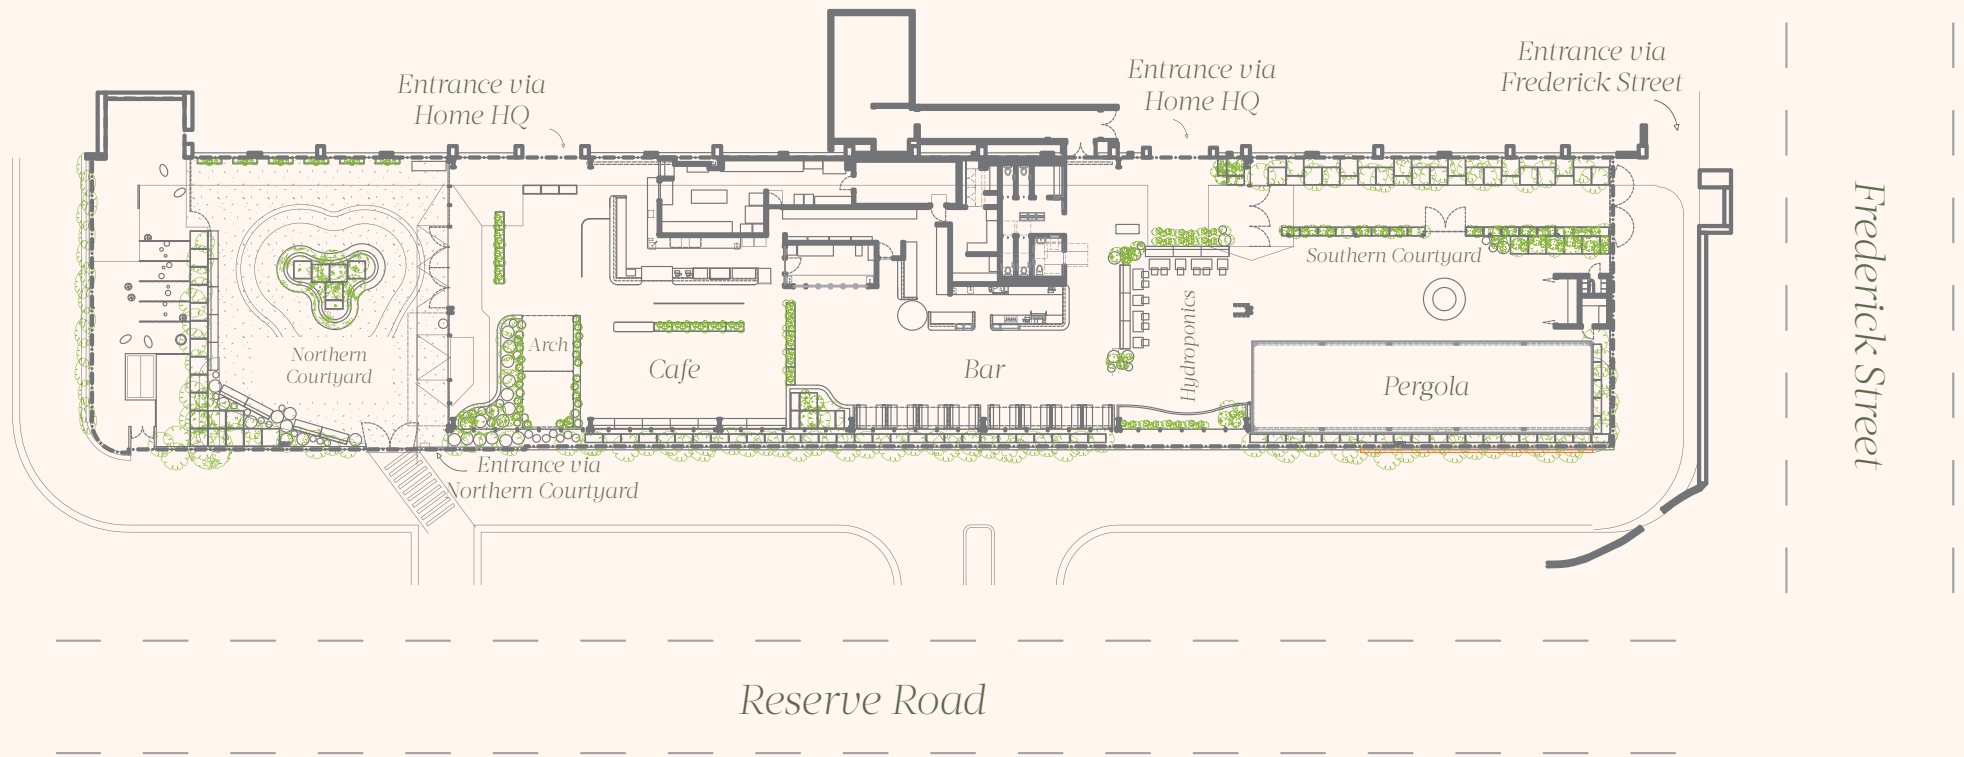 Entrance via
Home HQ
Entrance via
Home HQ
Entrance via
Frederick Street
Frederick Street
Southern Courtyard
Northern
Courtyard
Arch
Cafe
Bar
Hydroponics
Pergola
Entrance via
Northern Courtyard
Reserve Road